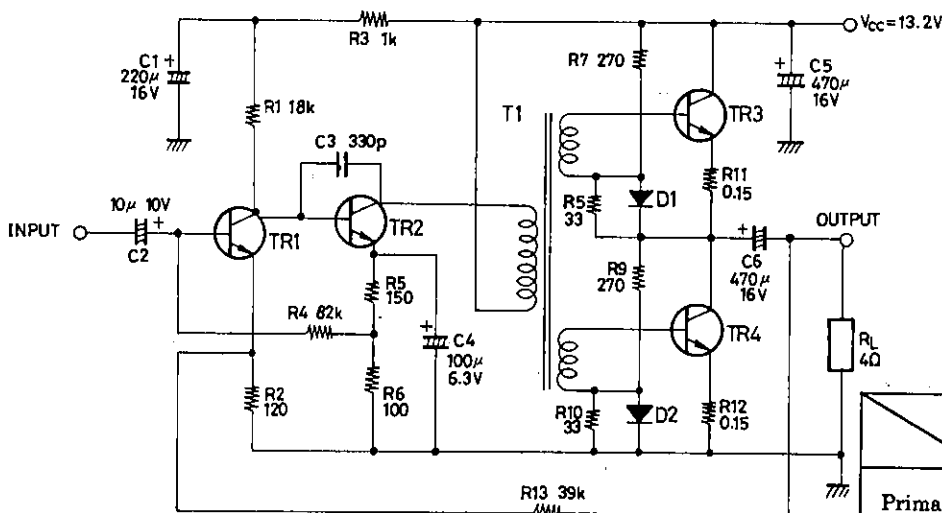 R3 1k
VCC=13.2V
C1 +
220μ
16V
R7 270
+ C5
470μ
16V
T1
TR3
R1 18k
C3 330p
R11
0.15
10μ 10V
+
INPUT
C2
TR1
TR2
R5
33
D1
+
OUTPUT
C6
470μ
16V
R9
270
R5
150
R4 82k
+
C4
100μ
6.3V
TR4
RL
4Ω
R2
120
R6
100
R10
33
D2
R12
0.15
R13 39k
Prima